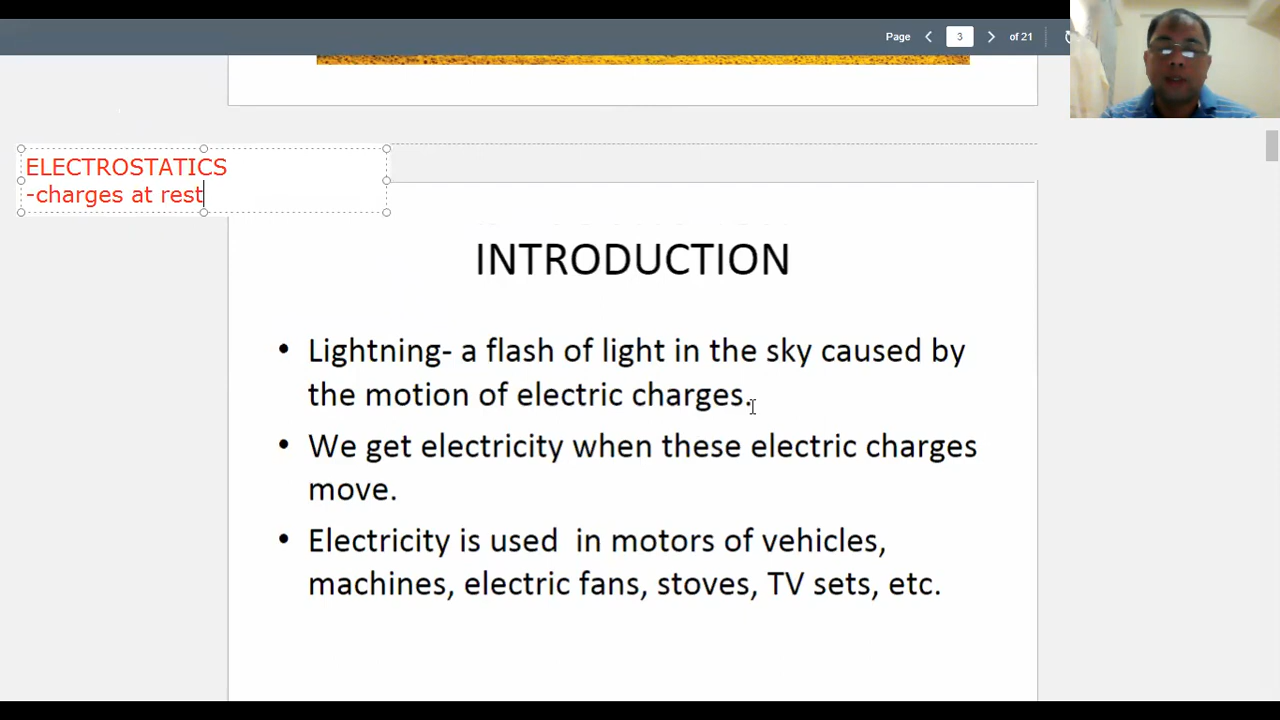 Page 3 of 21
ELECTROSTATICS
-charges at rest
INTRODUCTION
• Lightning- a flash of light in the sky caused by
the motion of electric charges.
• We get electricity when these electric charges
move.
• Electricity is used  in motors of vehicles,
machines, electric fans, stoves, TV sets, etc.